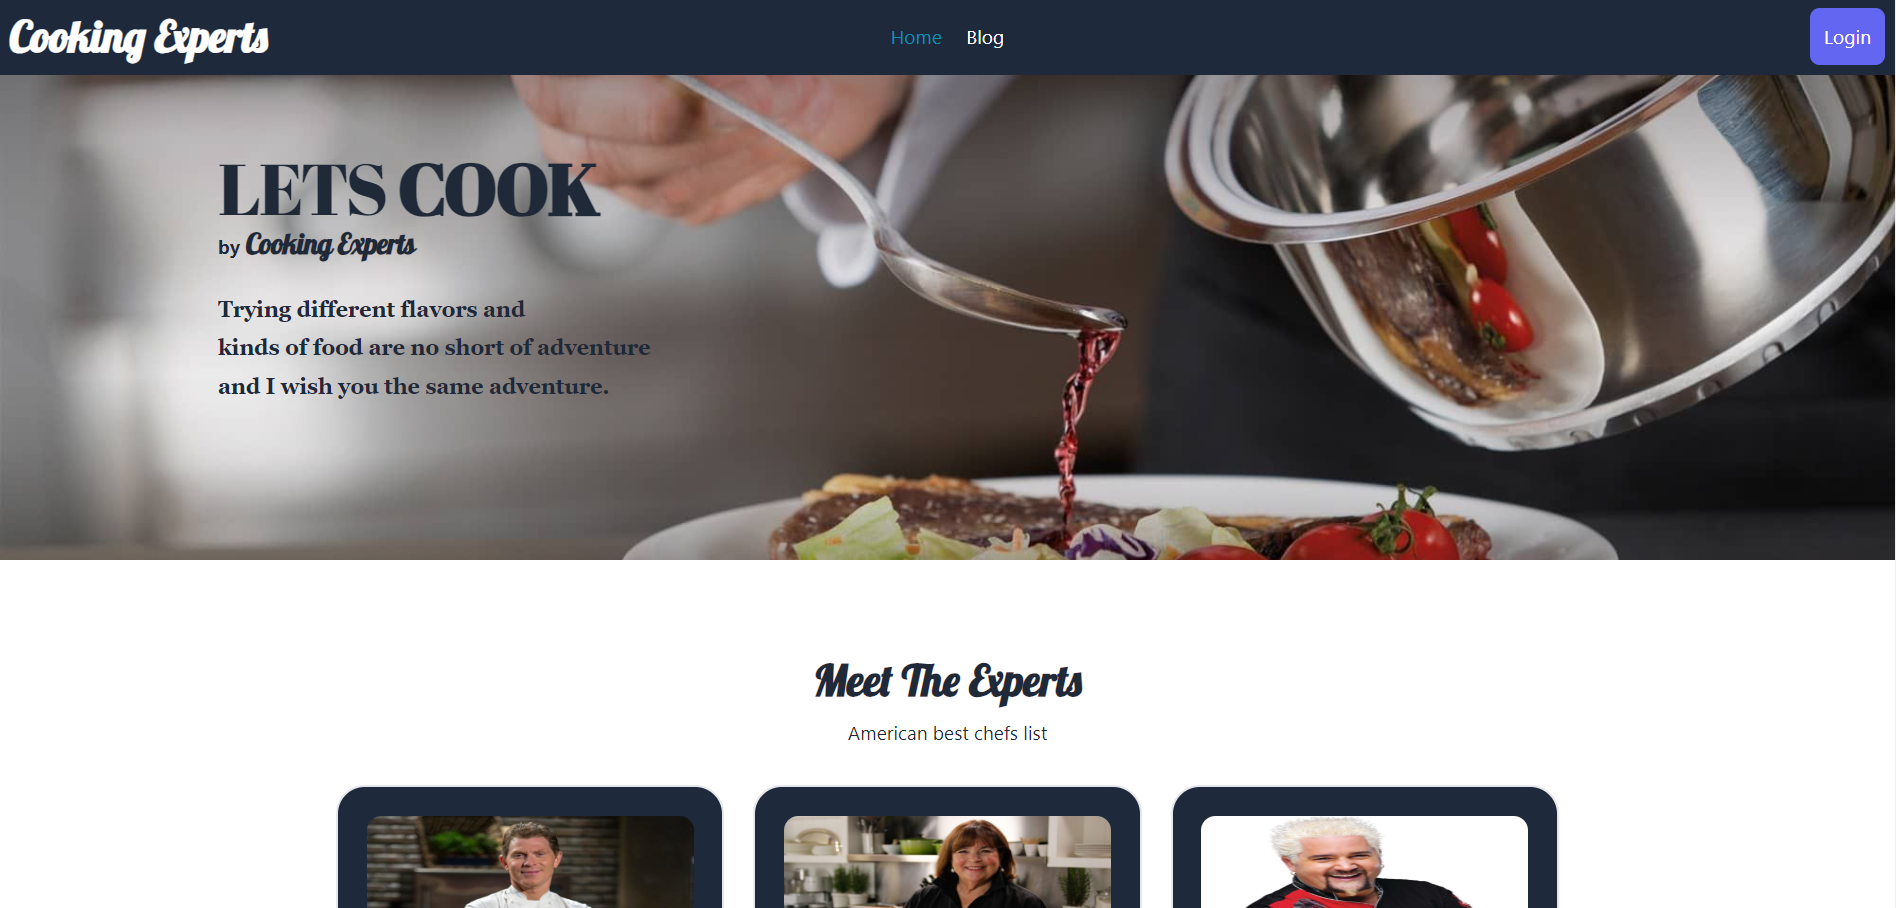 Cooking Experts
Home Blog
Login
LETS COOK
by Cooking Experts
Trying different flavors and
kinds of food are no short of adventure
and I wish you the same adventure.
Meet The Experts
American best chefs list